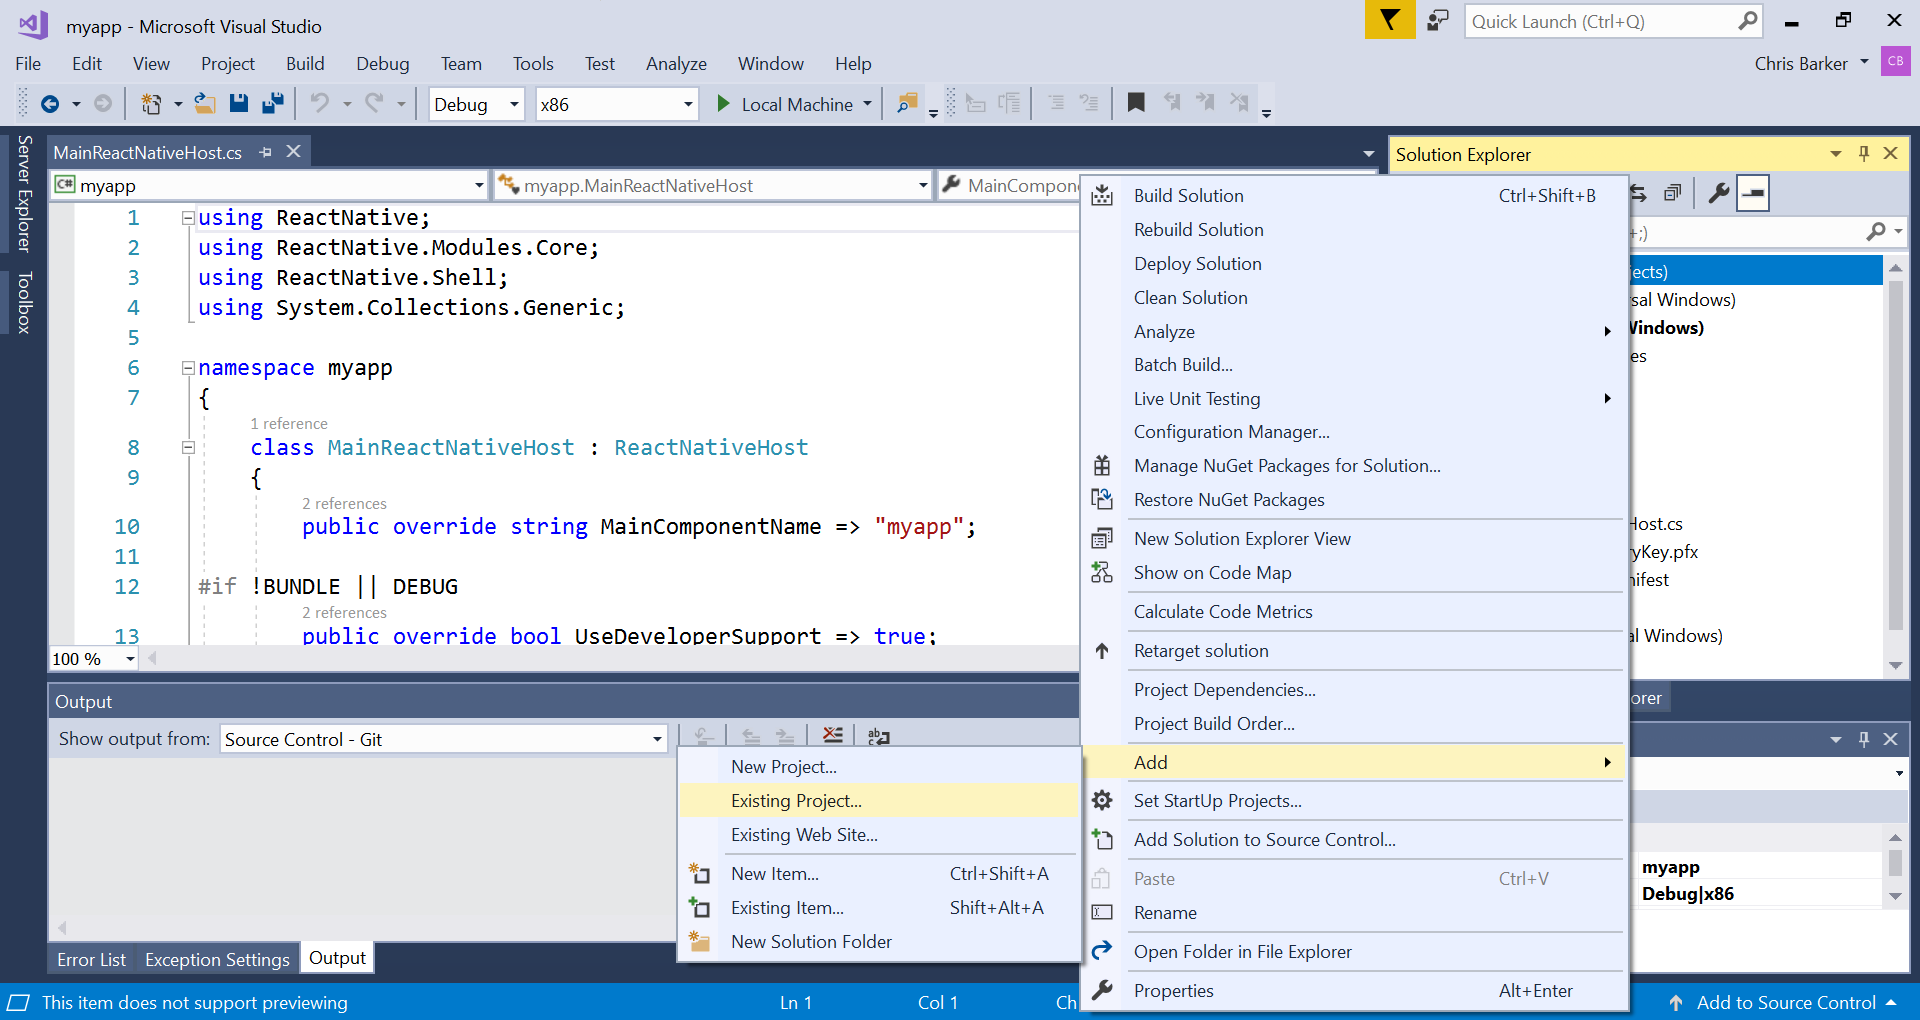 myapp - Microsoft Visual Studio
Quick Launch (Ctrl+Q)
File Edit View Project Build Debug Team Tools Test Analyze Window Help
Chris Barker CB
Debug x86 Local Machine
Server Explorer
Toolbox
MainReactNativeHost.cs
C# myapp
myapp.MainReactNativeHost
MainCompon
1 using ReactNative;
2 using ReactNative.Modules.Core;
3 using ReactNative.Shell;
4 using System.Collections.Generic;
5
6 namespace myapp
7 {
1 reference
8 class MainReactNativeHost : ReactNativeHost
9 {
2 references
10 public override string MainComponentName => "myapp";
11
12 #if !BUNDLE || DEBUG
2 references
13 public override bool UseDeveloperSupport => true;
100 %
Output
Show output from: Source Control - Git
New Project...
Existing Project...
Existing Web Site...
New Item... Ctrl+Shift+A
Existing Item... Shift+Alt+A
New Solution Folder
Error List Exception Settings Output
Build Solution Ctrl+Shift+B
Rebuild Solution
Deploy Solution
Clean Solution
Analyze
Batch Build...
Live Unit Testing
Configuration Manager...
Manage NuGet Packages for Solution...
Restore NuGet Packages
New Solution Explorer View
Show on Code Map
Calculate Code Metrics
Retarget solution
Project Dependencies...
Project Build Order...
Add
Set StartUp Projects...
Add Solution to Source Control...
Paste Ctrl+V
Rename
Open Folder in File Explorer
Properties Alt+Enter
Solution Explorer
+;)
jects)
sal Windows)
Windows)
es
Host.cs
ryKey.pfx
nifest
al Windows)
orer
myapp
Debug|x86
This item does not support previewing Ln 1 Col 1 Ch Add to Source Control